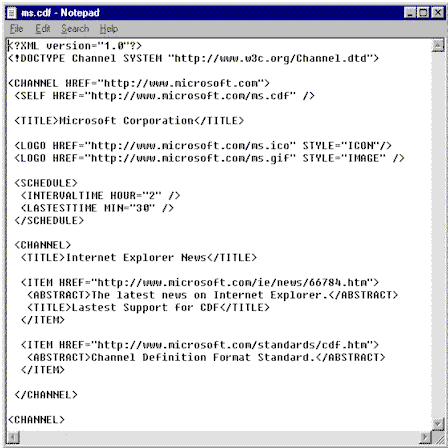 ms.cdf - Notepad
File Edit Search Help
<?XML version="1.0"?>
<!DOCTYPE Channel SYSTEM "http://www.w3c.org/Channel.dtd">
<CHANNEL HREF="http://www.microsoft.com">
<SELF HREF="http://www.microsoft.com/ms.cdf" />
<TITLE>Microsoft Corporation</TITLE>
<LOGO HREF="http://www.microsoft.com/ms.ico" STYLE="ICON"/>
<LOGO HREF="http://www.microsoft.com/ms.gif" STYLE="IMAGE" />
<SCHEDULE>
<INTERVALTIME HOUR="2" />
<LASTESTTIME MIN="30" />
</SCHEDULE>
<CHANNEL>
<TITLE>Internet Explorer News</TITLE>
<ITEM HREF="http://www.microsoft.com/ie/news/66784.htm">
<ABSTRACT>The latest news on Internet Explorer.</ABSTRACT>
<TITLE>Lastest Support for CDF</TITLE>
</ITEM>
<ITEM HREF="http://www.microsoft.com/standards/cdf.htm">
<ABSTRACT>Channel Definition Format Standard.</ABSTRACT>
</ITEM>
</CHANNEL>
<CHANNEL>